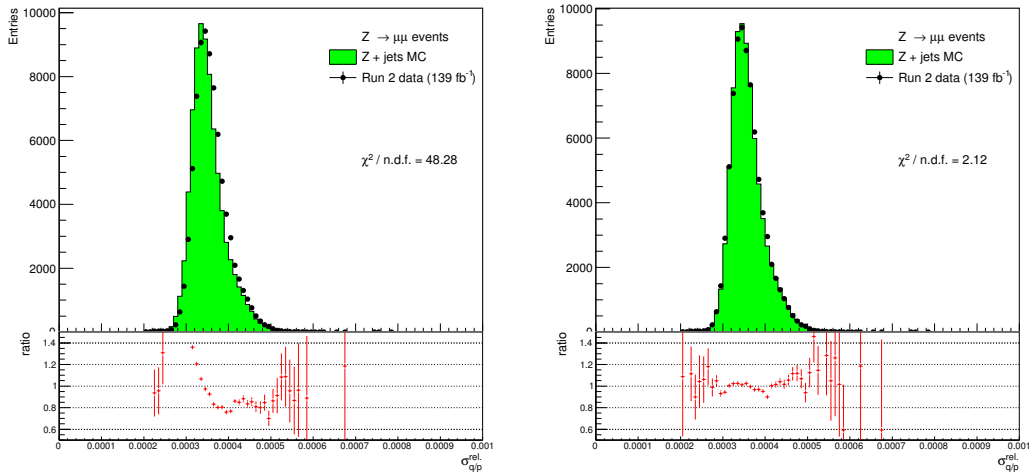 Entries
10000
8000
6000
4000
2000
0
Z → μμ events
Z + jets MC
Run 2 data (139 fb⁻¹)
χ² / n.d.f. = 48.28
ratio
1.4
1.2
1
0.8
0.6
0 0.0001 0.0002 0.0003 0.0004 0.0005 0.0006 0.0007 0.0008 0.0009 0.001
σ^{rel.}_{q/p}
Entries
10000
8000
6000
4000
2000
0
Z → μμ events
Z + jets MC
Run 2 data (139 fb⁻¹)
χ² / n.d.f. = 2.12
ratio
1.4
1.2
1
0.8
0.6
0 0.0001 0.0002 0.0003 0.0004 0.0005 0.0006 0.0007 0.0008 0.0009 0.001
σ^{rel.}_{q/p}